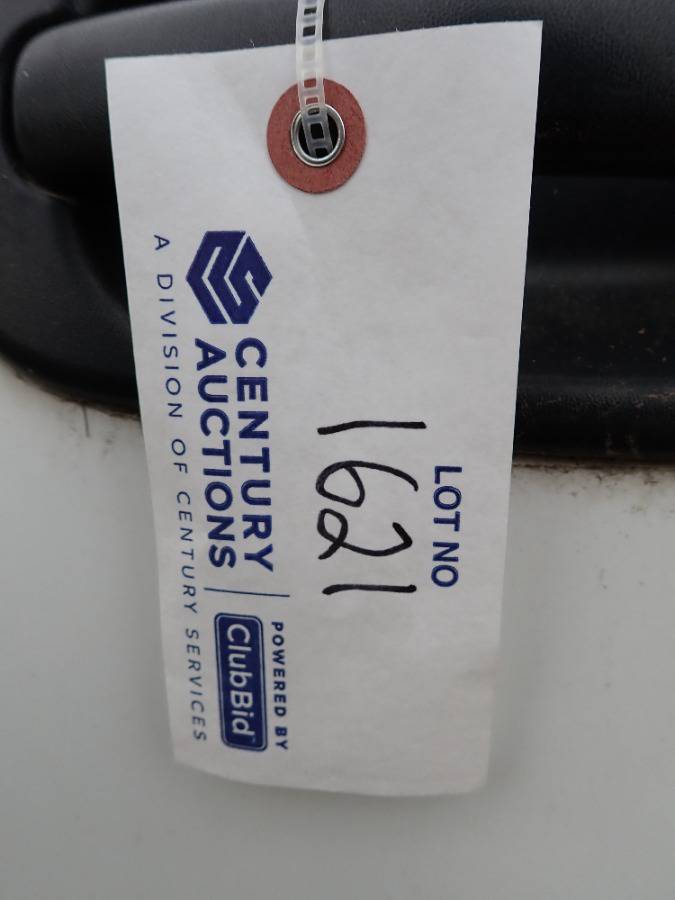 LOT NO
1621
CENTURY
AUCTIONS
A DIVISION OF CENTURY SERVICES
POWERED BY
ClubBid